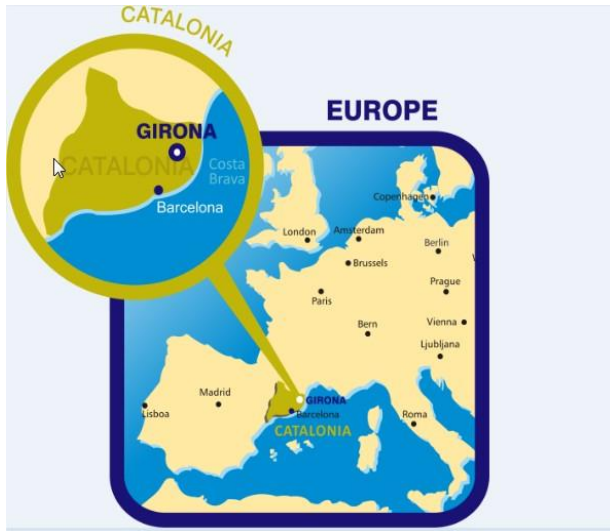 CATALONIA
EUROPE
GIRONA
CATALONIA
Costa
Brava
Barcelona
Copenhagen
London
Amsterdam
Berlin
Brussels
Prague
Paris
Bern
Vienna
Ljubljana
Madrid
Lisboa
GIRONA
Barcelona
Roma
CATALONIA